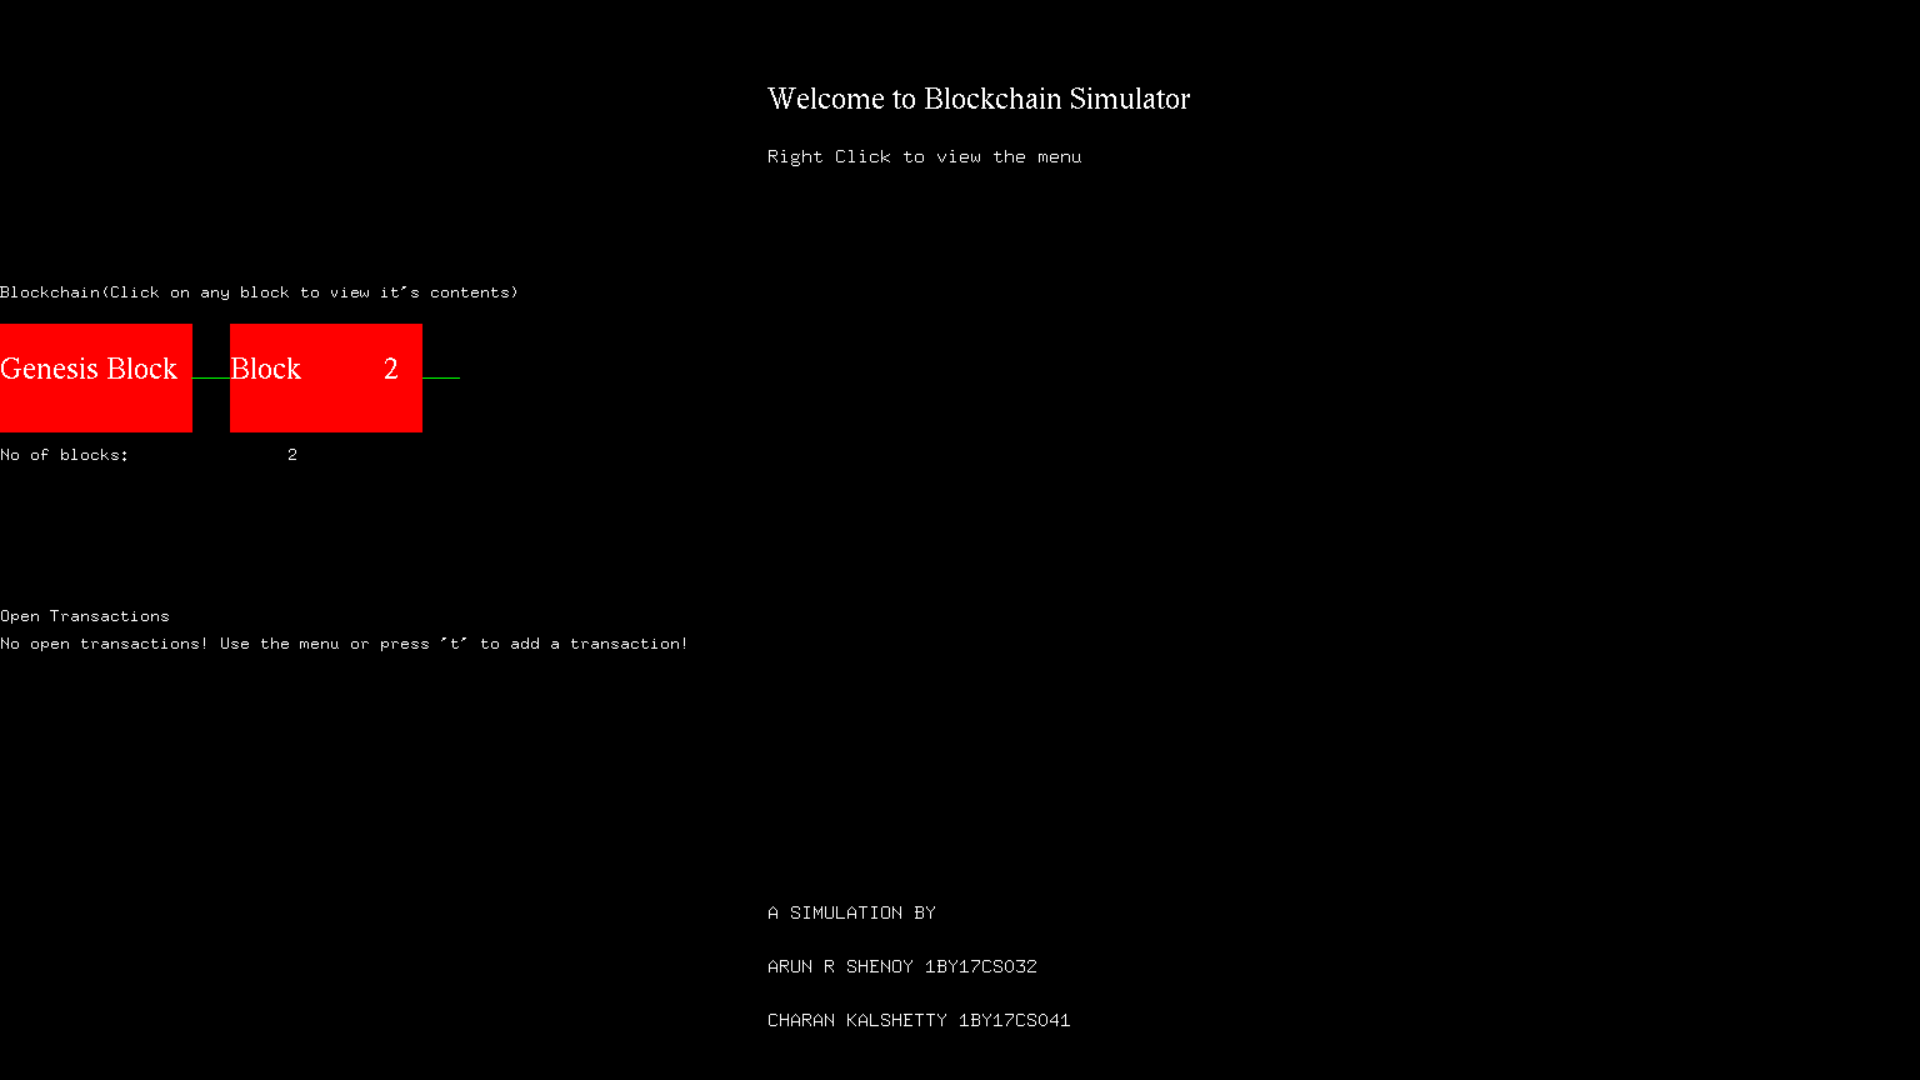 Welcome to Blockchain Simulator
Right Click to view the menu
Blockchain(Click on any block to view it's contents)
Genesis Block
Block 2
No of blocks: 2
Open Transactions
No open transactions! Use the menu or press 't' to add a transaction!
A SIMULATION BY
ARUN R SHENOY 1BY17CS032
CHARAN KALSHETTY 1BY17CS041